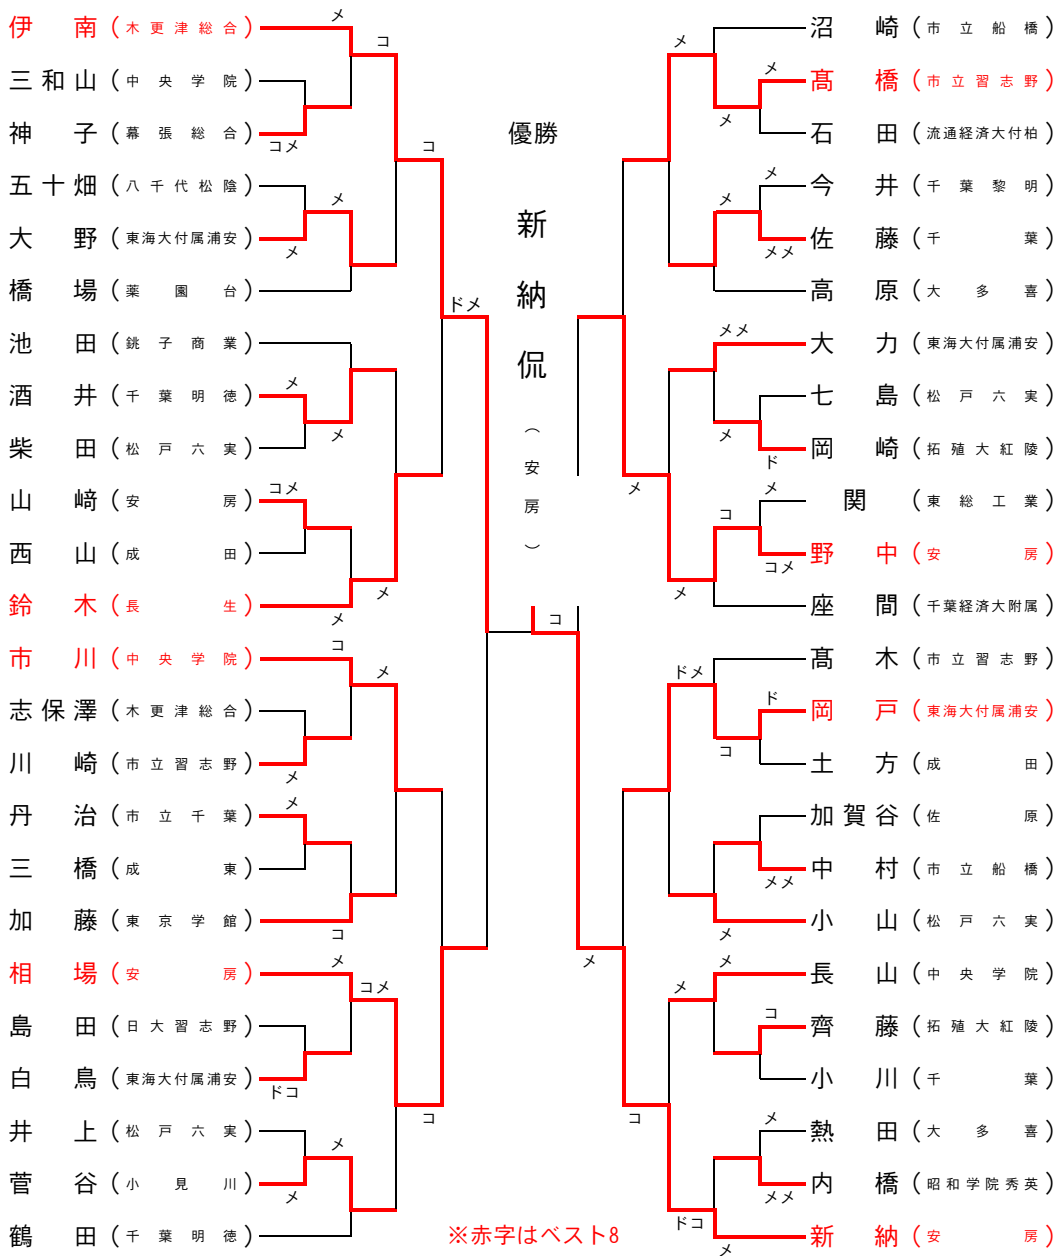 伊南（木更津総合）
三和山（中央学院）
神子（幕張総合）
五十畑（八千代松陰）
大野（東海大付属浦安）
橋場（薬園台）
池田（銚子商業）
酒井（千葉明徳）
柴田（松戸六実）
山﨑（安房）
西山（成田）
鈴木（長生）
市川（中央学院）
志保澤（木更津総合）
川崎（市立習志野）
丹治（市立千葉）
三橋（成東）
加藤（東京学館）
相場（安房）
島田（日大習志野）
白鳥（東海大付属浦安）
井上（松戸六実）
菅谷（小見川）
鶴田（千葉明徳）
メ
コメ
メ
メ
メ
コメ
メ
メ
メ
コ
メ
コ
メ
ドコ
メ
メ
コ
メ
メ
コメ
コ
コ
ドメ
優勝
新納侃
（安房）
コ
※赤字はベスト8
メ
メ
コ
メ
メ
メ
メ
メ
ドメ
コ
メ
メ
メ
ドコ
メ
メ
メメ
メメ
ド
メ
コメ
ド
メメ
コ
メ
メメ
沼崎（市立船橋）
髙橋（市立習志野）
石田（流通経済大付柏）
今井（千葉黎明）
佐藤（千葉）
高原（大多喜）
大力（東海大付属浦安）
七島（松戸六実）
岡崎（拓殖大紅陵）
関（東総工業）
野中（安房）
座間（千葉経済大附属）
髙木（市立習志野）
岡戸（東海大付属浦安）
土方（成田）
加賀谷（佐原）
中村（市立船橋）
小山（松戸六実）
長山（中央学院）
齊藤（拓殖大紅陵）
小川（千葉）
熱田（大多喜）
内橋（昭和学院秀英）
新納（安房）